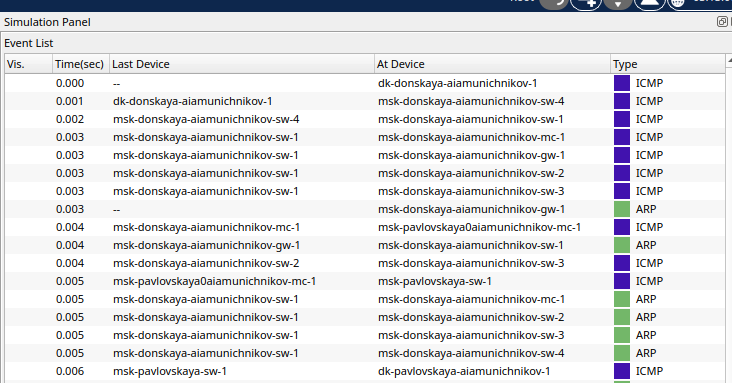 Simulation Panel
Event List
Vis. Time(sec) Last Device At Device Type
0.000 -- dk-donskaya-aiamunichnikov-1 ICMP
0.001 dk-donskaya-aiamunichnikov-1 msk-donskaya-aiamunichnikov-sw-4 ICMP
0.002 msk-donskaya-aiamunichnikov-sw-4 msk-donskaya-aiamunichnikov-sw-1 ICMP
0.003 msk-donskaya-aiamunichnikov-sw-1 msk-donskaya-aiamunichnikov-mc-1 ICMP
0.003 msk-donskaya-aiamunichnikov-sw-1 msk-donskaya-aiamunichnikov-gw-1 ICMP
0.003 msk-donskaya-aiamunichnikov-sw-1 msk-donskaya-aiamunichnikov-sw-2 ICMP
0.003 msk-donskaya-aiamunichnikov-sw-1 msk-donskaya-aiamunichnikov-sw-3 ICMP
0.003 -- msk-donskaya-aiamunichnikov-gw-1 ARP
0.004 msk-donskaya-aiamunichnikov-mc-1 msk-pavlovskaya0aiamunichnikov-mc-1 ICMP
0.004 msk-donskaya-aiamunichnikov-gw-1 msk-donskaya-aiamunichnikov-sw-1 ARP
0.004 msk-donskaya-aiamunichnikov-sw-2 msk-donskaya-aiamunichnikov-sw-3 ICMP
0.005 msk-pavlovskaya0aiamunichnikov-mc-1 msk-pavlovskaya-sw-1 ICMP
0.005 msk-donskaya-aiamunichnikov-sw-1 msk-donskaya-aiamunichnikov-mc-1 ARP
0.005 msk-donskaya-aiamunichnikov-sw-1 msk-donskaya-aiamunichnikov-sw-2 ARP
0.005 msk-donskaya-aiamunichnikov-sw-1 msk-donskaya-aiamunichnikov-sw-3 ARP
0.005 msk-donskaya-aiamunichnikov-sw-1 msk-donskaya-aiamunichnikov-sw-4 ARP
0.006 msk-pavlovskaya-sw-1 dk-pavlovskaya-aiamunichnikov-1 ICMP